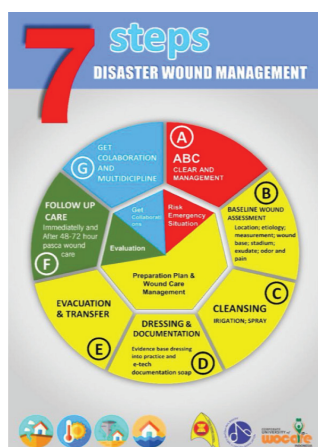 7
steps
DISASTER WOUND MANAGEMENT
A
ABC
CLEAR AND
MANAGEMENT
B
BASELINE WOUND
ASSESSMENT
Location; etiology;
measurement; wound
base; stadium,
exudate; odor and
pain
C
CLEANSING
IRIGATION; SPRAY
DRESSING &
DOCUMENTATION
Evidence base dressing
into practice and
e-tech
documentation soap
D
EVACUATION
& TRANSFER
E
FOLLOW UP
CARE
Immediatelly and
After 48-72 hour
pasca wound
care
F
GET
COLABORATION
AND
MULTIDICIPLINE
G
Risk
Emergency
Situation
Preparation Plan &
Wound Care
Management
Evaluation
Get
wocare